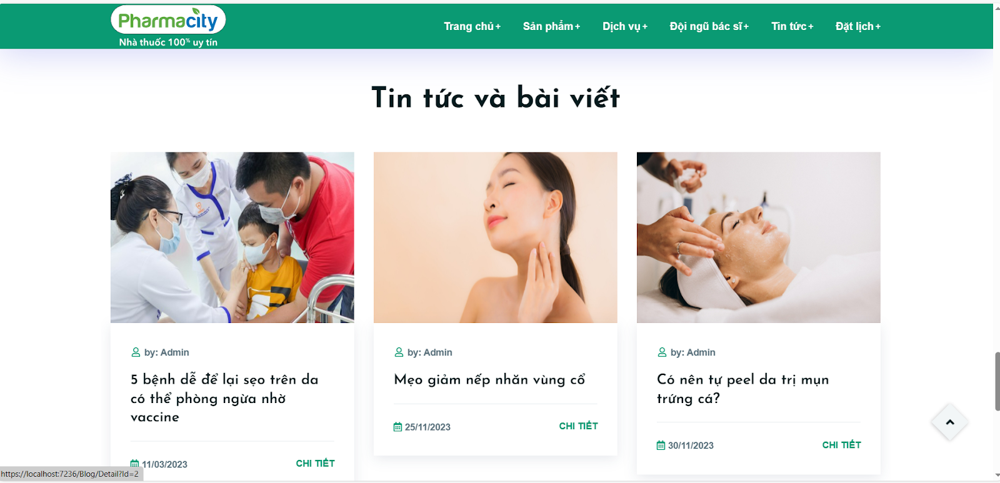 Pharmacity
Nhà thuốc 100% uy tín
Trang chủ + Sản phẩm + Dịch vụ + Đội ngũ bác sĩ + Tin tức + Đặt lịch +
Tin tức và bài viết
by: Admin
5 bệnh dễ để lại sẹo trên da
có thể phòng ngừa nhờ
vaccine
11/03/2023 CHI TIẾT
by: Admin
Mẹo giảm nếp nhăn vùng cổ
25/11/2023 CHI TIẾT
by: Admin
Có nên tự peel da trị mụn
trứng cá?
30/11/2023 CHI TIẾT
https://localhost:7236/Blog/Detail?Id=2